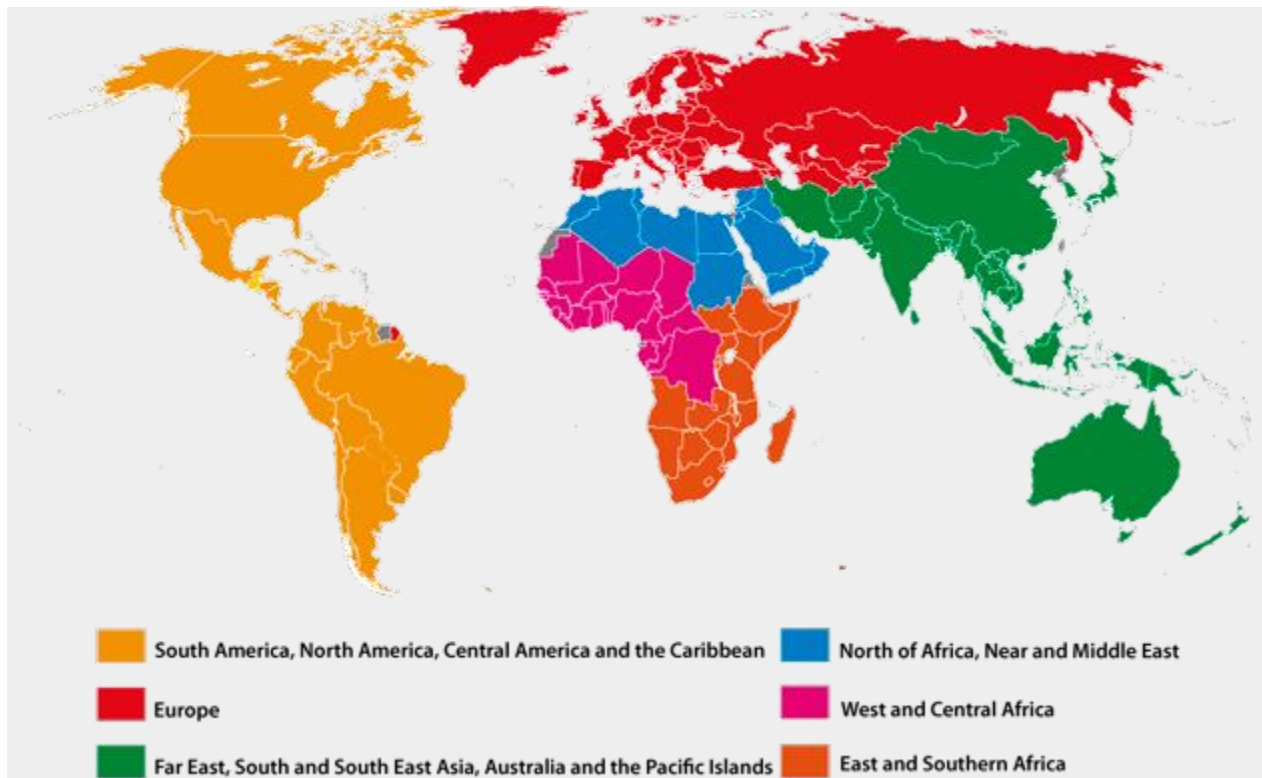 South America, North America, Central America and the Caribbean
North of Africa, Near and Middle East
Europe
West and Central Africa
Far East, South and South East Asia, Australia and the Pacific Islands
East and Southern Africa